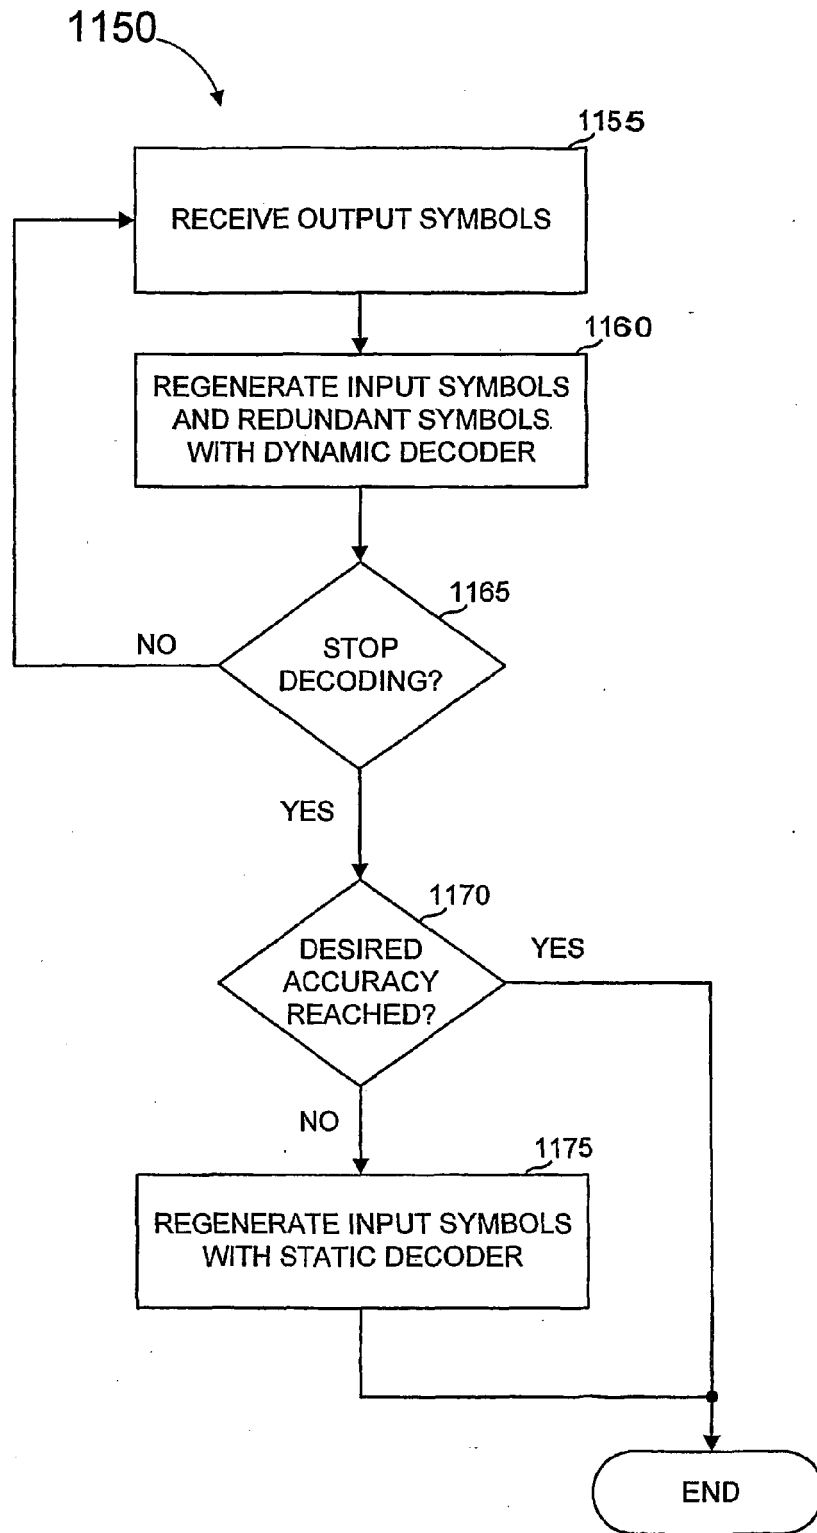 1150
1155
RECEIVE OUTPUT SYMBOLS
1160
REGENERATE INPUT SYMBOLS
AND REDUNDANT SYMBOLS
WITH DYNAMIC DECODER
1165
NO
STOP
DECODING?
YES
1170
DESIRED
ACCURACY
REACHED?
YES
NO
1175
REGENERATE INPUT SYMBOLS
WITH STATIC DECODER
END